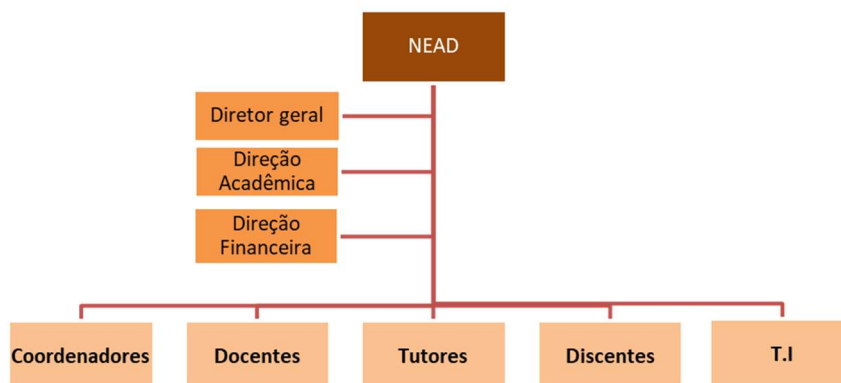 NEAD
Diretor geral
Direção
Acadêmica
Direção
Financeira
Coordenadores
Docentes
Tutores
Discentes
T.I